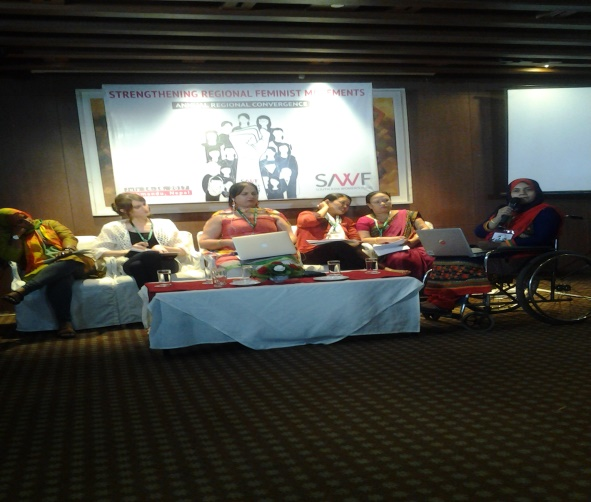 STRENGTHENING REGIONAL FEMINIST MOVEMENTS
ANNUAL REGIONAL CONVERGENCE
SAWF